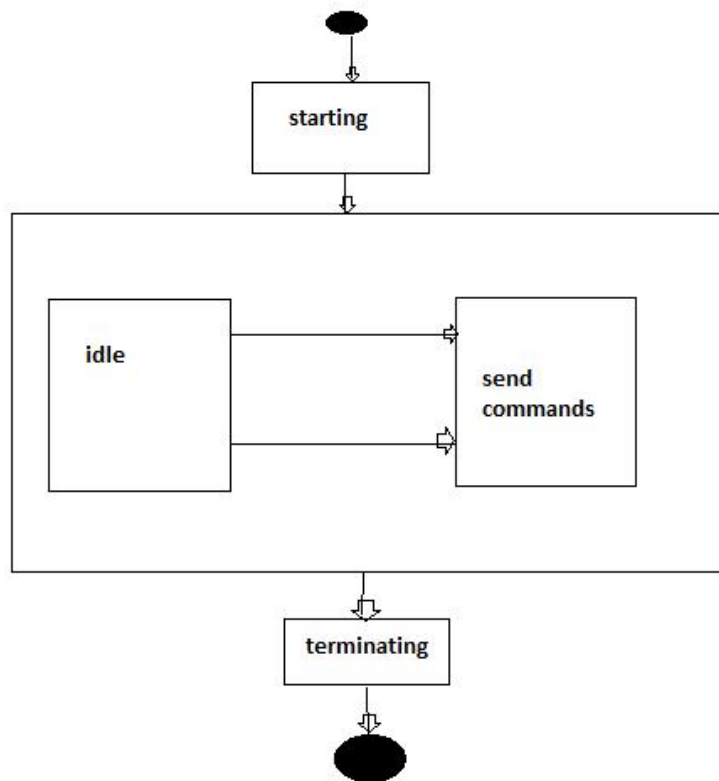 starting
idle
send
commands
terminating